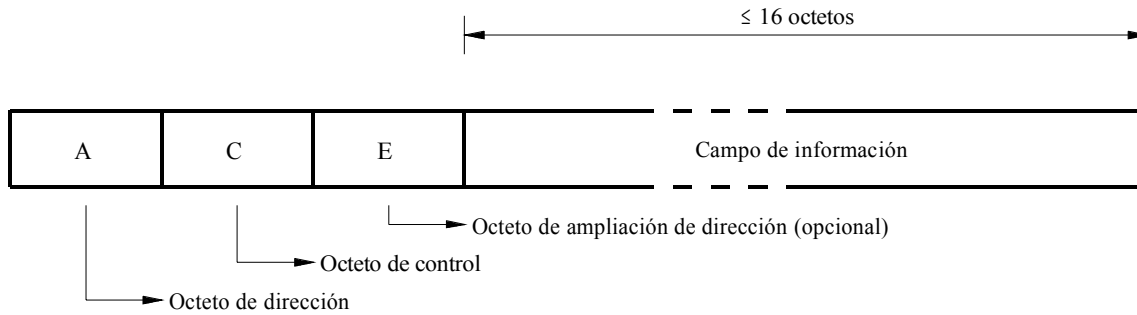 ≤ 16 octetos
A C E Campo de información
Octeto de ampliación de dirección (opcional)
Octeto de control
Octeto de dirección